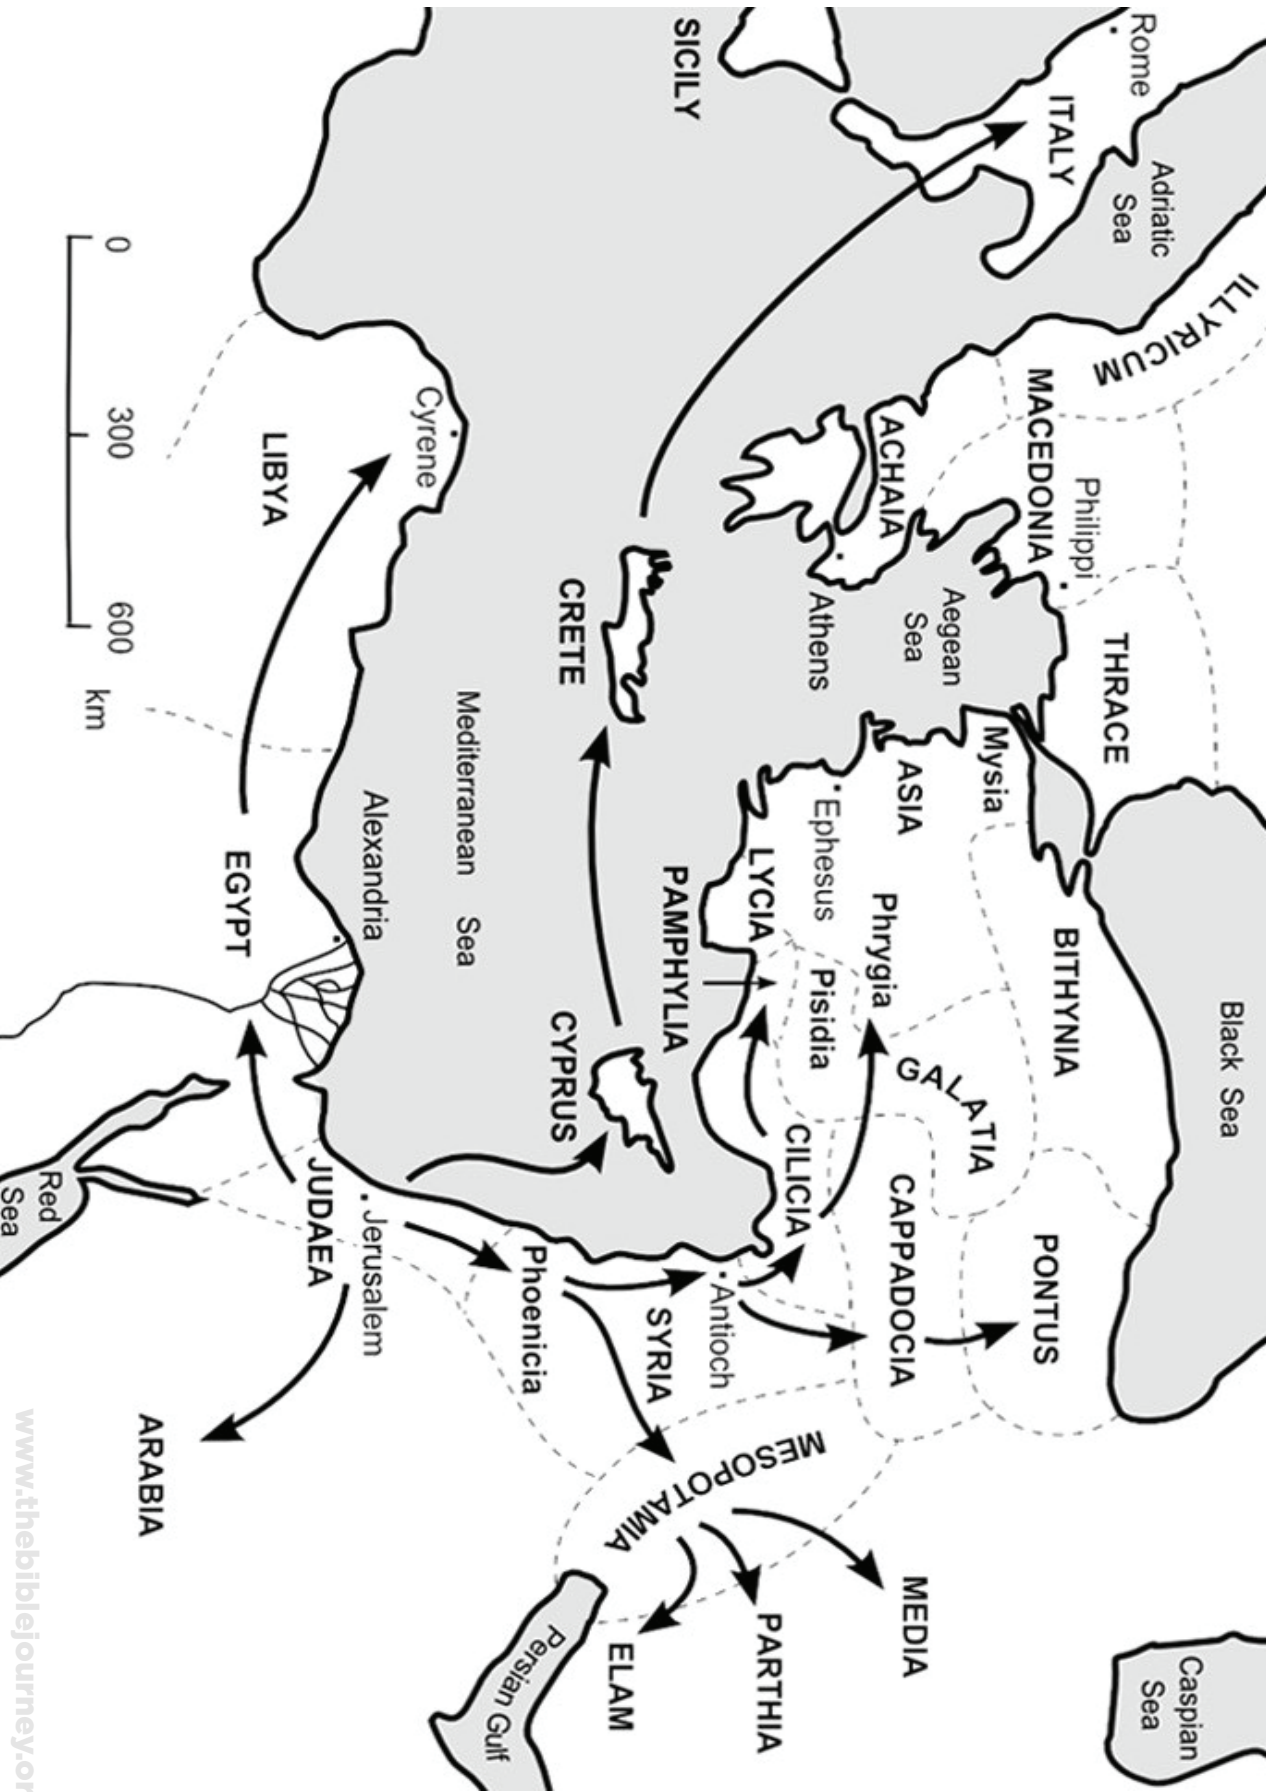 Rome
ITALY
Adriatic
Sea
ILLYRICUM
SICILY
MACEDONIA
Philippi
THRACE
ACHAIA
Athens
Aegean
Sea
Black Sea
Caspian
Sea
Mysia
ASIA
Ephesus
LYCIA
Phrygia
Pisidia
PAMPHYLIA
BITHYNIA
GALATIA
PONTUS
CAPPADOCIA
CILICIA
CRETE
CYPRUS
Mediterranean Sea
Antioch
SYRIA
Phoenicia
MESOPOTAMIA
MEDIA
PARTHIA
ELAM
Persian Gulf
Cyrene
LIBYA
Alexandria
EGYPT
Jerusalem
JUDAEA
ARABIA
Red
Sea
0 300 600
km
www.thebiblejourney.or